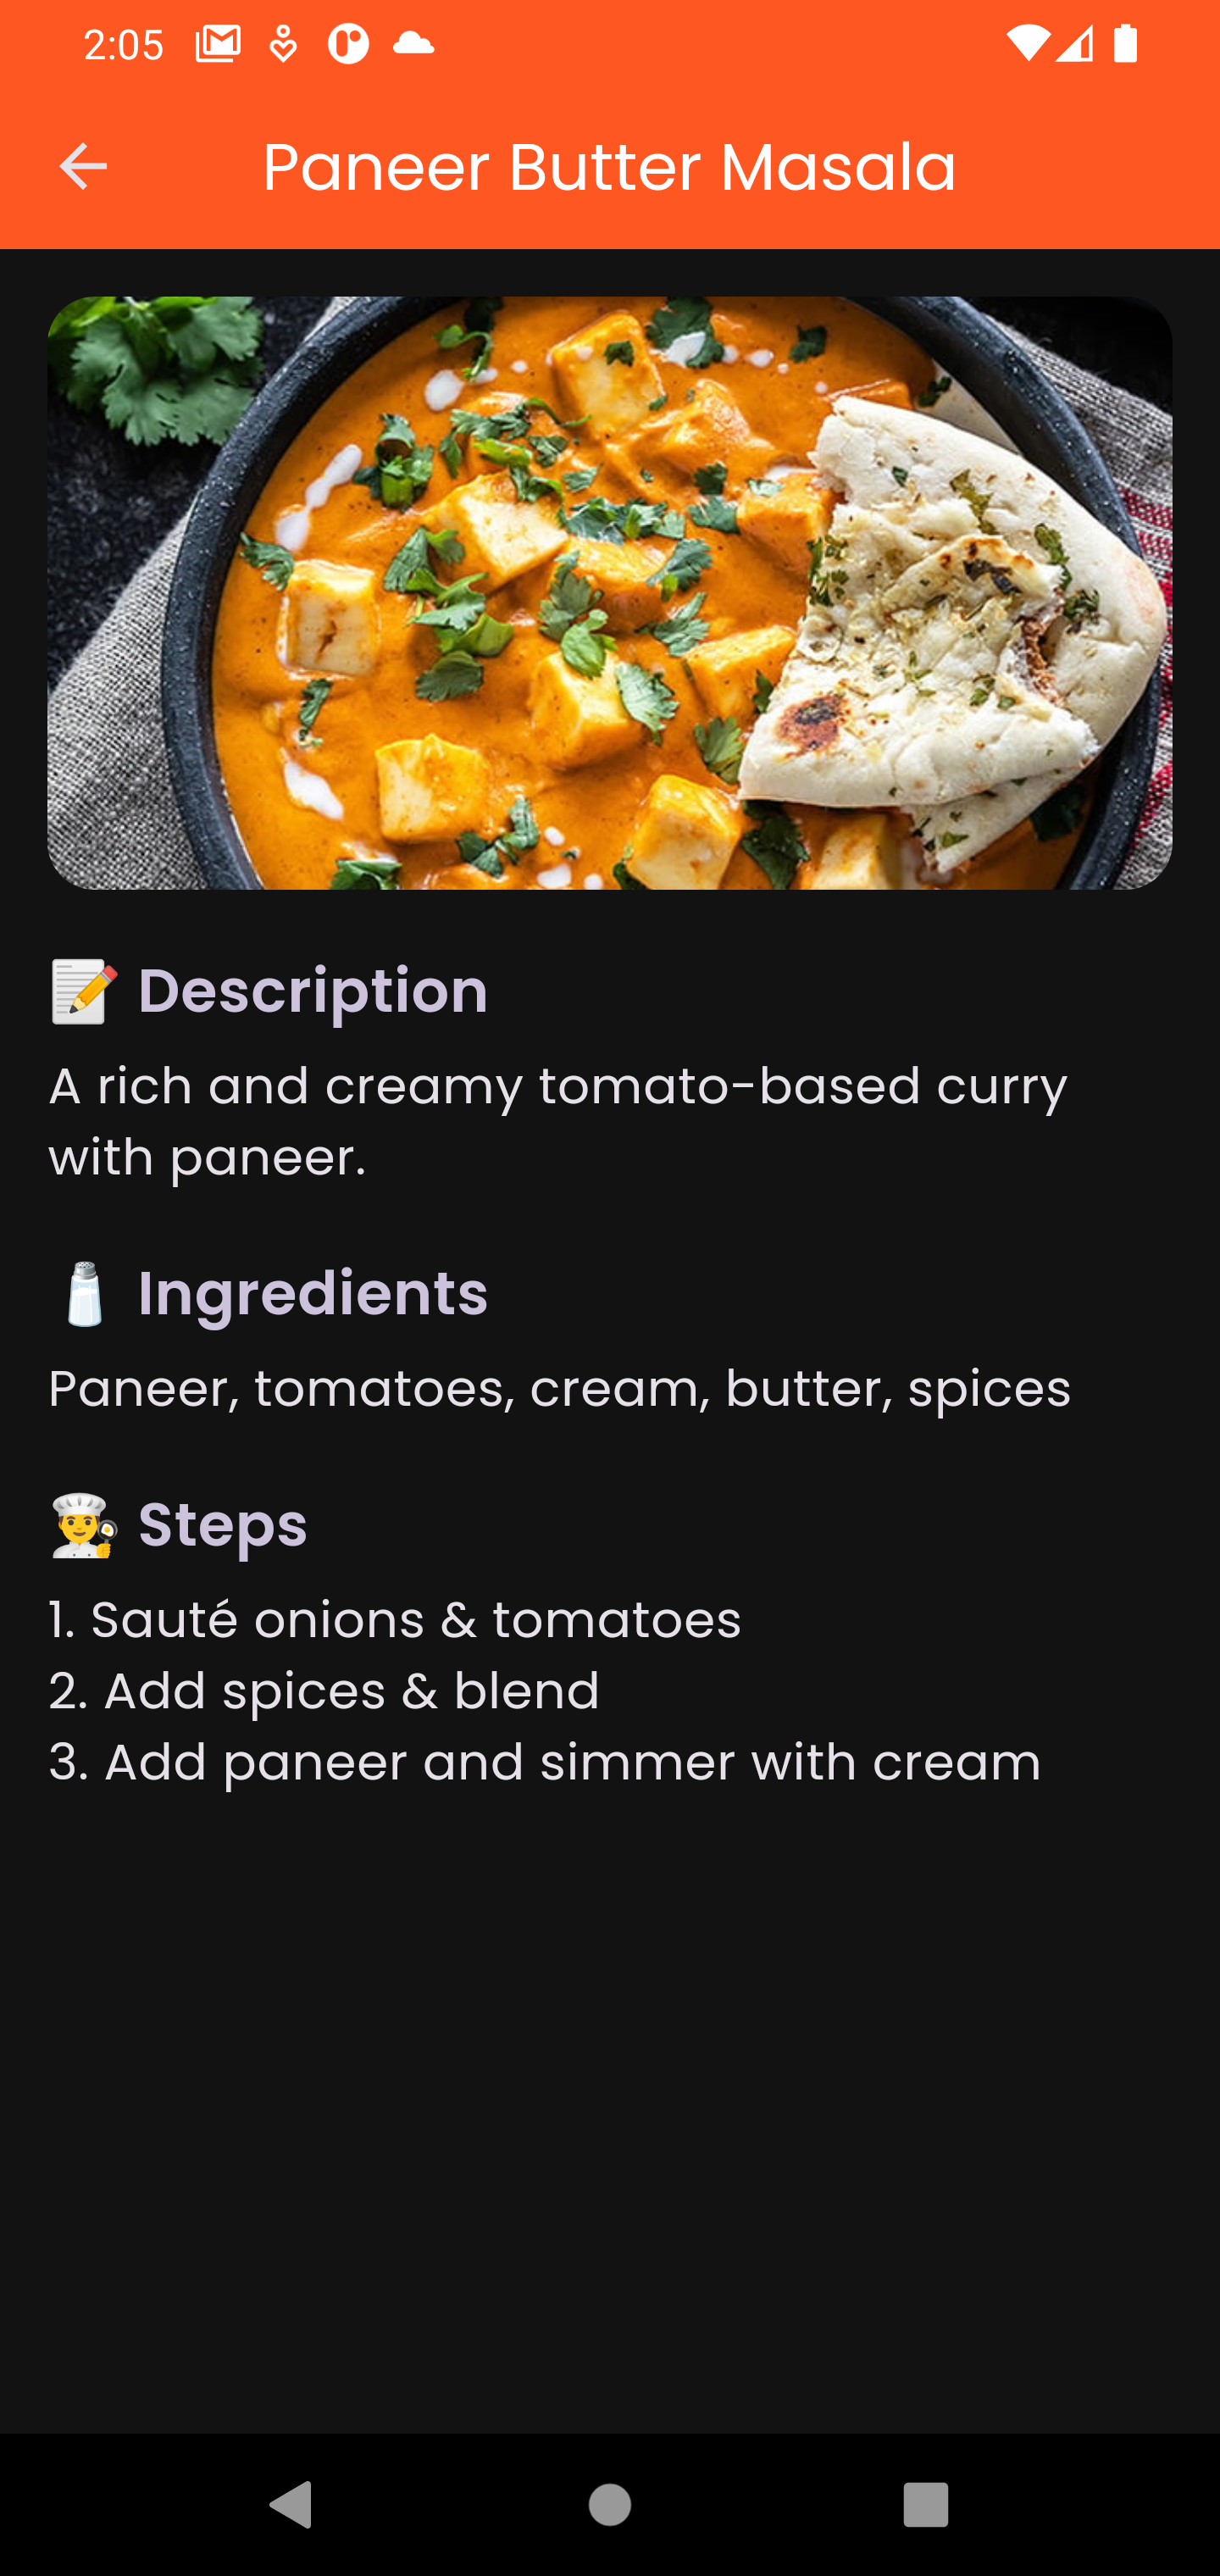 2:05
Paneer Butter Masala
📝 Description
A rich and creamy tomato-based curry
with paneer.
🧂 Ingredients
Paneer, tomatoes, cream, butter, spices
👨‍🍳 Steps
1. Sauté onions & tomatoes
2. Add spices & blend
3. Add paneer and simmer with cream